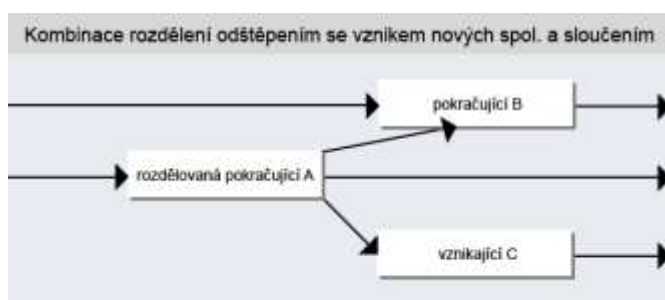 Kombinace rozdělení odštěpením se vznikem nových spol. a sloučením
pokračující B
rozdělovaná pokračující A
vznikající C